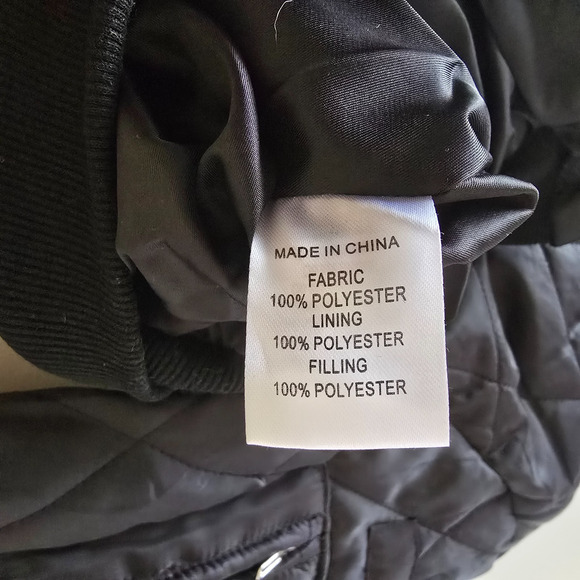 MADE IN CHINA
FABRIC
100% POLYESTER
LINING
100% POLYESTER
FILLING
100% POLYESTER